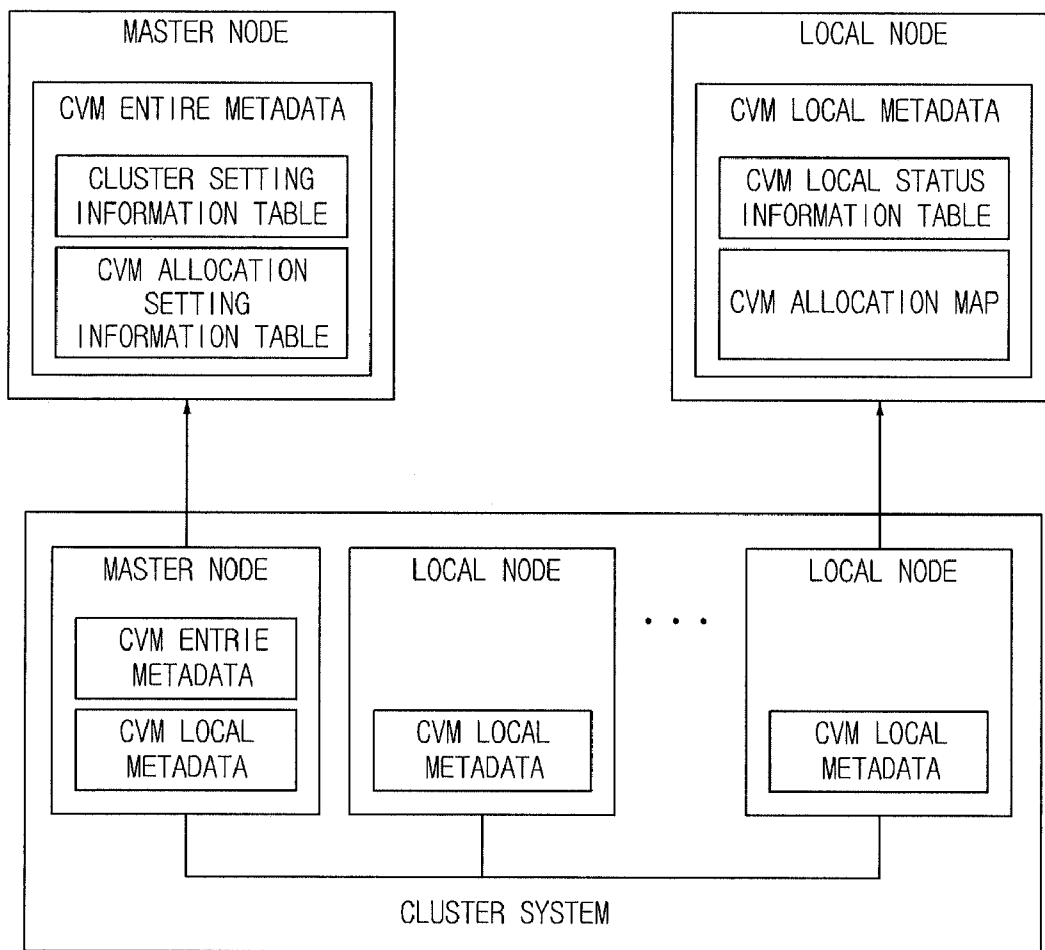 MASTER NODE
CVM ENTIRE METADATA
CLUSTER SETTING
INFORMATION TABLE
CVM ALLOCATION
SETTING
INFORMATION TABLE
LOCAL NODE
CVM LOCAL METADATA
CVM LOCAL STATUS
INFORMATION TABLE
CVM ALLOCATION MAP
MASTER NODE
CVM ENTRIE
METADATA
CVM LOCAL
METADATA
LOCAL NODE
CVM LOCAL
METADATA
. . .
LOCAL NODE
CVM LOCAL
METADATA
CLUSTER SYSTEM